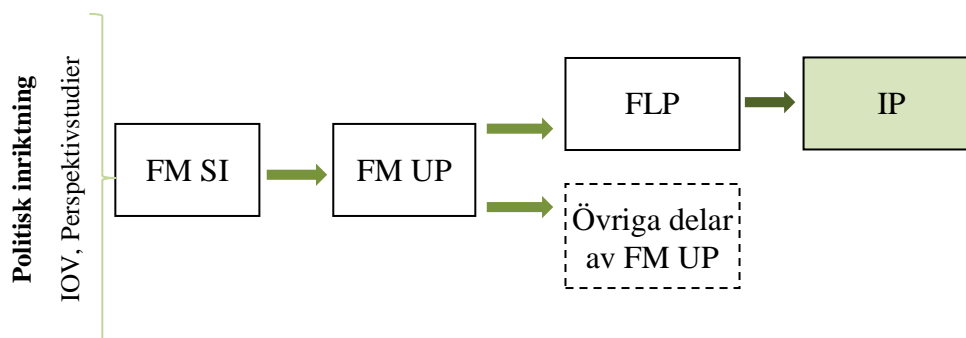 Politisk inriktning
IOV, Perspektivstudier
FM SI
FM UP
FLP
IP
Övriga delar
av FM UP